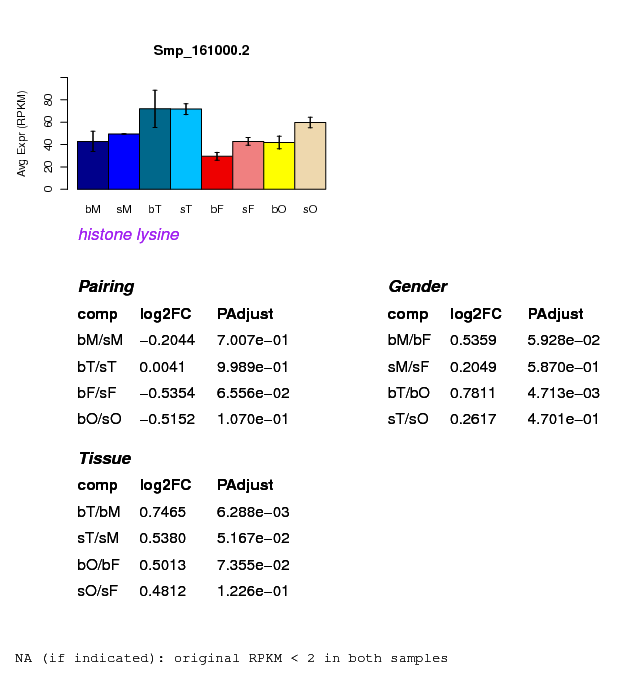 Smp_161000.2
Avg Expr (RPKM)
0 20 40 60 80
bM sM bT sT bF sF bO sO
histone lysine
Pairing
comp log2FC PAdjust
bM/sM −0.2044 7.007e−01
bT/sT 0.0041 9.989e−01
bF/sF −0.5354 6.556e−02
bO/sO −0.5152 1.070e−01
Gender
comp log2FC PAdjust
bM/bF 0.5359 5.928e−02
sM/sF 0.2049 5.870e−01
bT/bO 0.7811 4.713e−03
sT/sO 0.2617 4.701e−01
Tissue
comp log2FC PAdjust
bT/bM 0.7465 6.288e−03
sT/sM 0.5380 5.167e−02
bO/bF 0.5013 7.355e−02
sO/sF 0.4812 1.226e−01
NA (if indicated): original RPKM < 2 in both samples